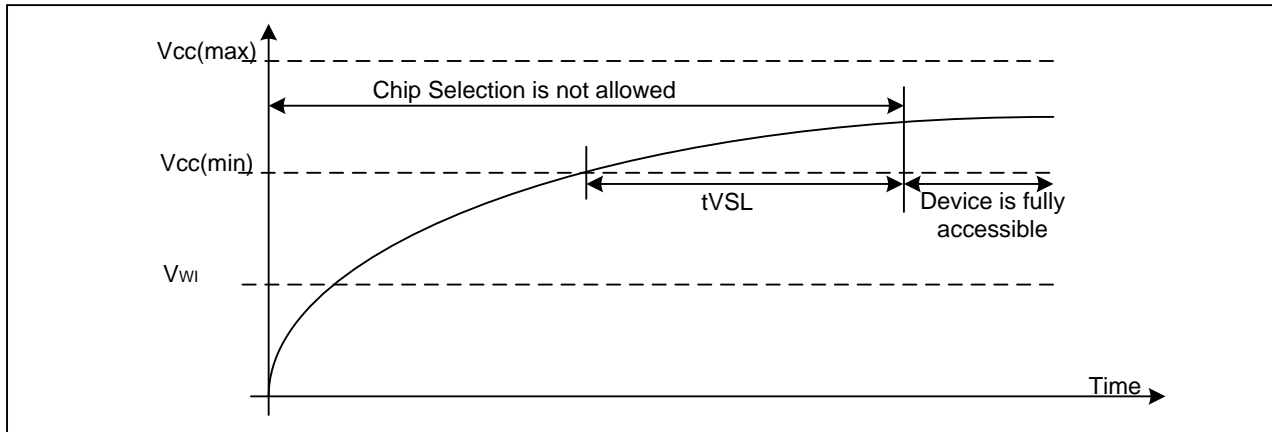 Vcc(max)
Chip Selection is not allowed
Vcc(min)
tVSL
Device is fully
accessible
VWI
Time